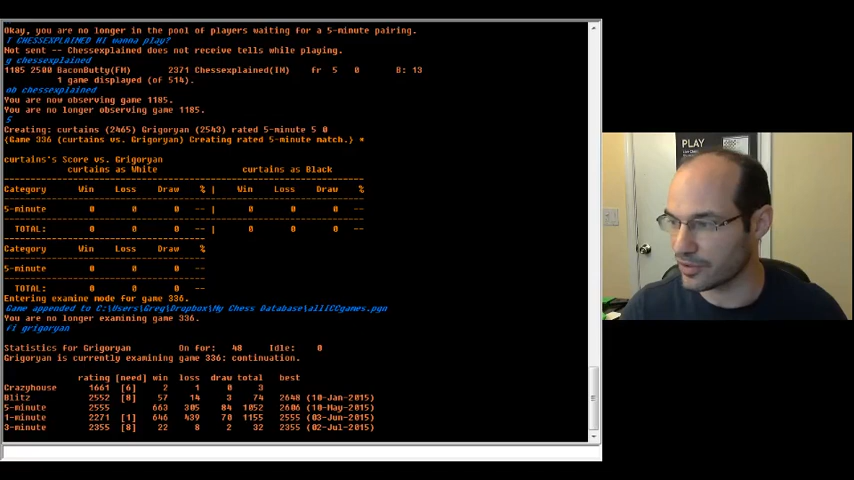 Okay, you are no longer in the pool of players waiting for a 5-minute pairing.
T CHESSEXPLAINED HI wanna play?
Not sent -- Chessexplained does not receive tells while playing.
g chessexplained
1185 2500 BaconButty(FM) 2371 Chessexplained(IM) fr 5 0 B: 13
1 game displayed (of 514).
ob chessexplained
You are now observing game 1185.
You are no longer observing game 1185.
5
Creating: curtains (2465) Grigoryan (2543) rated 5-minute 5 0
{Game 336 (curtains vs. Grigoryan) Creating rated 5-minute match.} *
curtains's Score vs. Grigoryan
curtains as White curtains as Black
Category Win Loss Draw % | Win Loss Draw %
5-minute 0 0 0 -- | 0 0 0 --
TOTAL: 0 0 0 -- | 0 0 0 --
Category Win Loss Draw %
5-minute 0 0 0 --
TOTAL: 0 0 0 --
Entering examine mode for game 336.
Game appended to C:\Users\Greg\Dropbox\My Chess Database\allICCgames.pgn
You are no longer examining game 336.
Fi grigoryan
Statistics for Grigoryan On for: 48 Idle: 0
Grigoryan is currently examining game 336: continuation.
rating [need] win loss draw total best
Crazyhouse 1661 [6] 2 1 0 3
Blitz 2552 [8] 57 14 3 74 2648 (10-Jan-2015)
5-minute 2555 663 305 84 1052 2606 (10-May-2015)
1-minute 2271 [1] 646 439 70 1155 2555 (03-Jun-2015)
3-minute 2355 [8] 22 8 2 32 2355 (02-Jul-2015)
PLAY